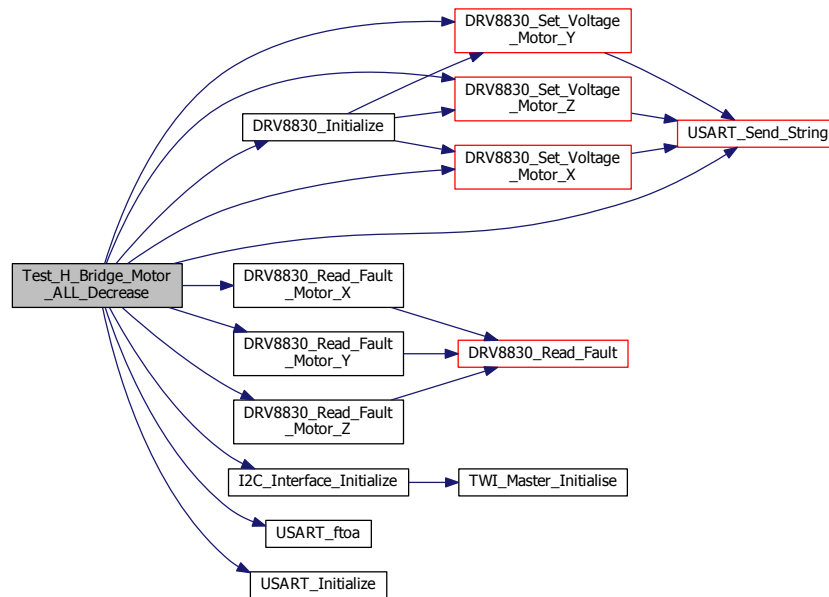 DRV8830_Set_Voltage
_Motor_Y
DRV8830_Set_Voltage
_Motor_Z
DRV8830_Initialize
USART_Send_String
DRV8830_Set_Voltage
_Motor_X
Test_H_Bridge_Motor
_ALL_Decrease
DRV8830_Read_Fault
_Motor_X
DRV8830_Read_Fault
_Motor_Y
DRV8830_Read_Fault
DRV8830_Read_Fault
_Motor_Z
I2C_Interface_Initialize
TWI_Master_Initialise
USART_ftoa
USART_Initialize